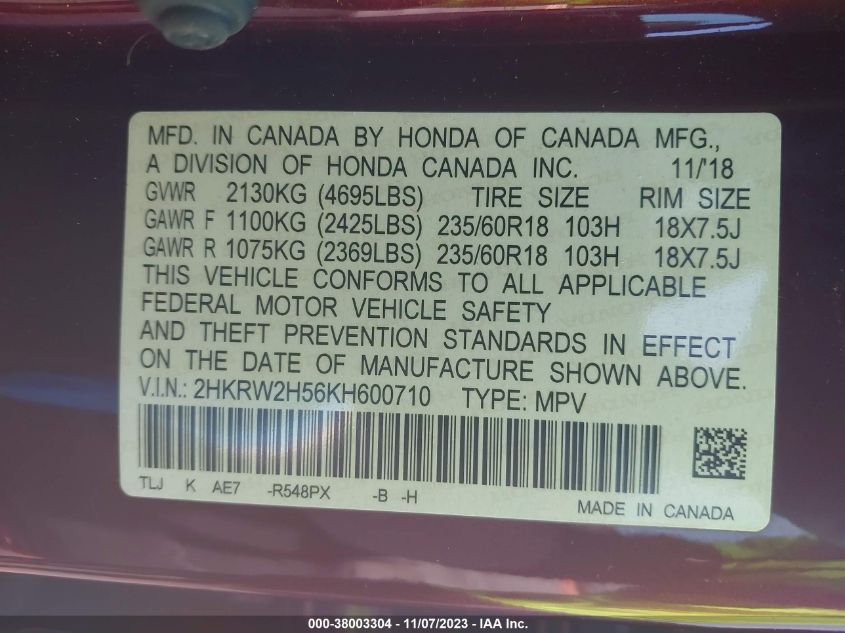 MFD. IN CANADA BY HONDA OF CANADA MFG.,
A DIVISION OF HONDA CANADA INC. 11/'18
GVWR 2130KG (4695LBS) TIRE SIZE RIM SIZE
GAWR F 1100KG (2425LBS) 235/60R18 103H 18X7.5J
GAWR R 1075KG (2369LBS) 235/60R18 103H 18X7.5J
THIS VEHICLE CONFORMS TO ALL APPLICABLE
FEDERAL MOTOR VEHICLE SAFETY
AND THEFT PREVENTION STANDARDS IN EFFECT
ON THE DATE OF MANUFACTURE SHOWN ABOVE.
V.I.N.: 2HKRW2H56KH600710 TYPE: MPV
TLJ K AE7 -R548PX -B -H
MADE IN CANADA
000-38003304 - 11/07/2023 - IAA Inc.